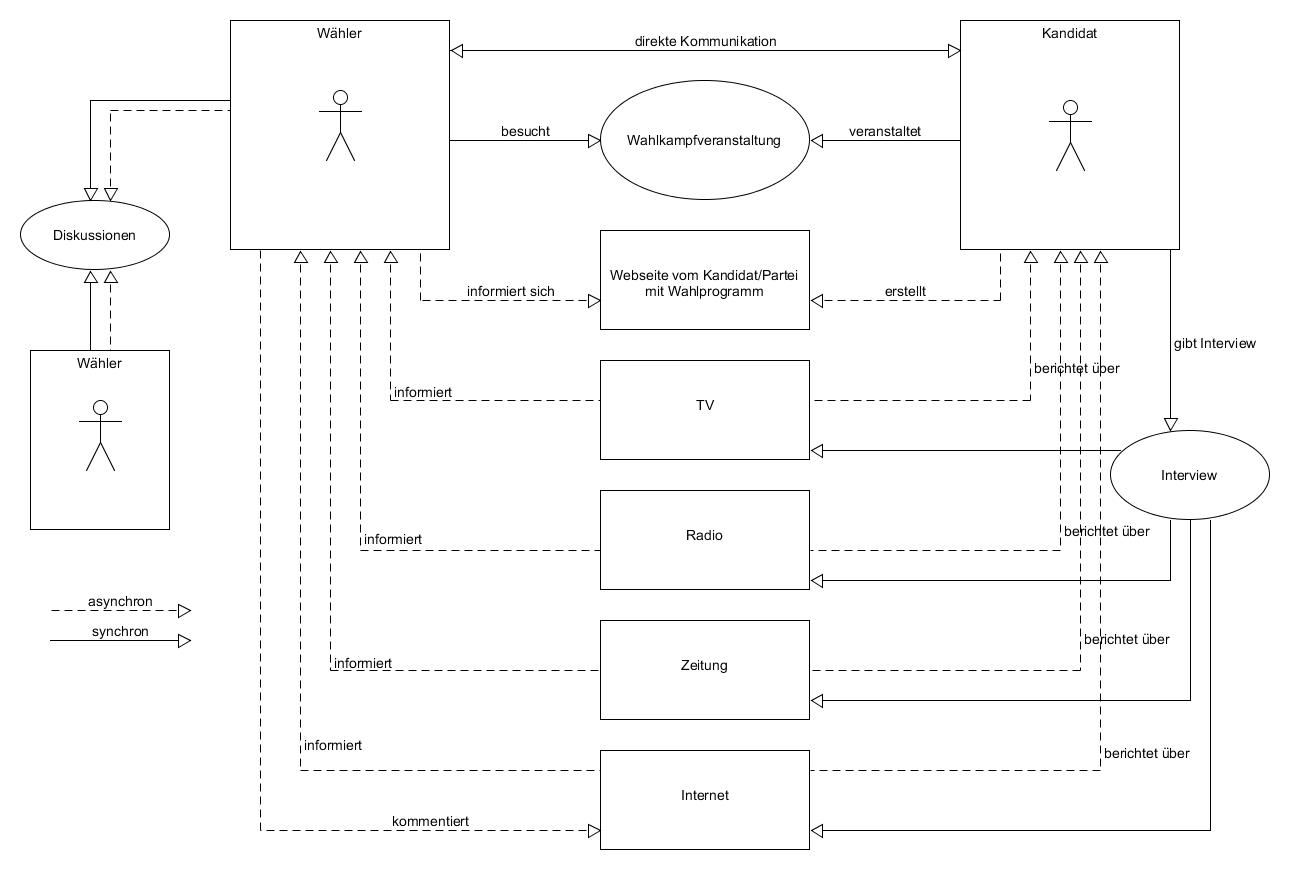 Wähler
Kandidat
direkte Kommunikation
besucht
Wahlkampfveranstaltung
veranstaltet
Diskussionen
Webseite vom Kandidat/Partei
mit Wahlprogramm
informiert sich
erstellt
gibt Interview
Wähler
berichtet über
informiert
TV
Interview
Radio
berichtet über
informiert
asynchron
synchron
berichtet über
informiert
Zeitung
informiert
berichtet über
Internet
kommentiert